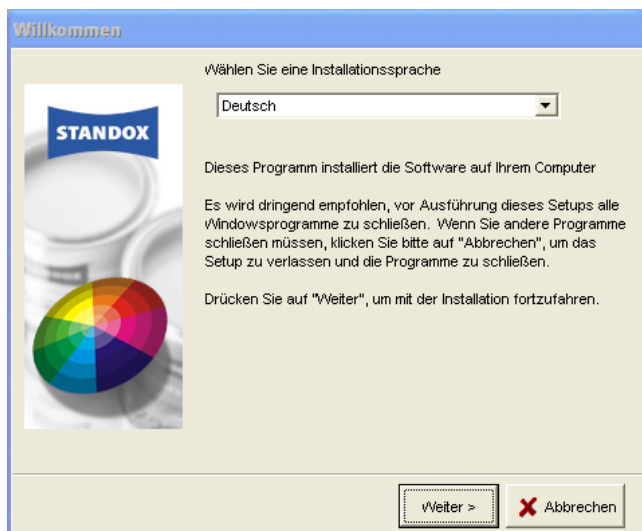 Willkommen
Wählen Sie eine Installationssprache
Deutsch
STANDOX
Dieses Programm installiert die Software auf Ihrem Computer
Es wird dringend empfohlen, vor Ausführung dieses Setups alle
Windowsprogramme zu schließen. Wenn Sie andere Programme
schließen müssen, klicken Sie bitte auf "Abbrechen", um das
Setup zu verlassen und die Programme zu schließen.
Drücken Sie auf "Weiter", um mit der Installation fortzufahren.
Weiter >
Abbrechen